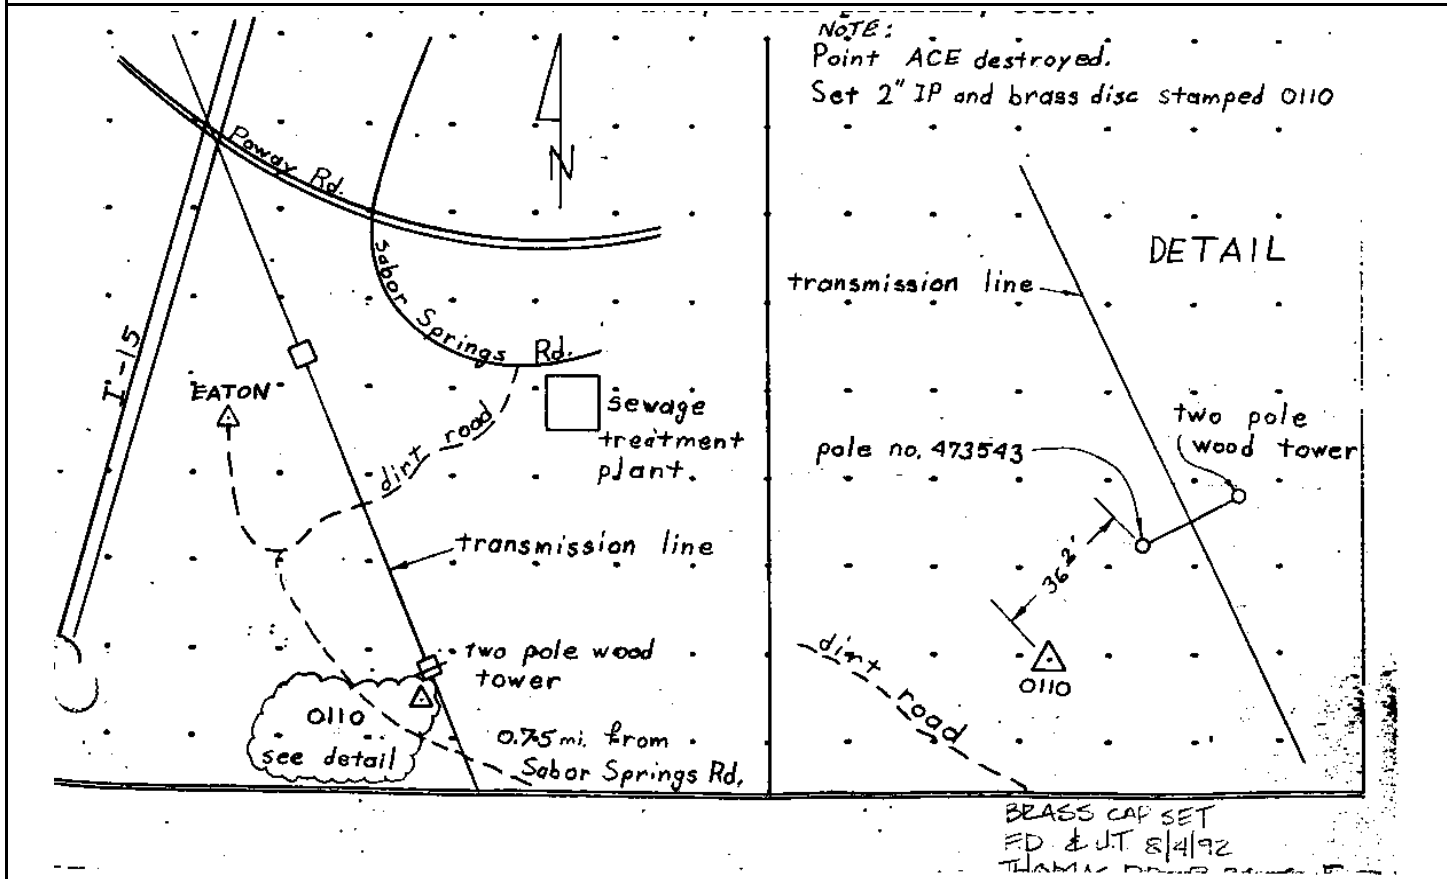 NOTE:
Point ACE destroyed.
Set 2" IP and brass disc stamped 0110
N
Poway Rd.
Sabor Springs Rd.
I-15
EATON
dirt road
sewage
treatment
plant.
transmission line
two pole wood
tower
0110
see detail
0.75 mi. from
Sabor Springs Rd.
DETAIL
transmission line
two pole
wood tower
pole no. 473543
36.2'
0110
dirt road
BRASS CAP SET
F.D. & J.T. 8/4/92